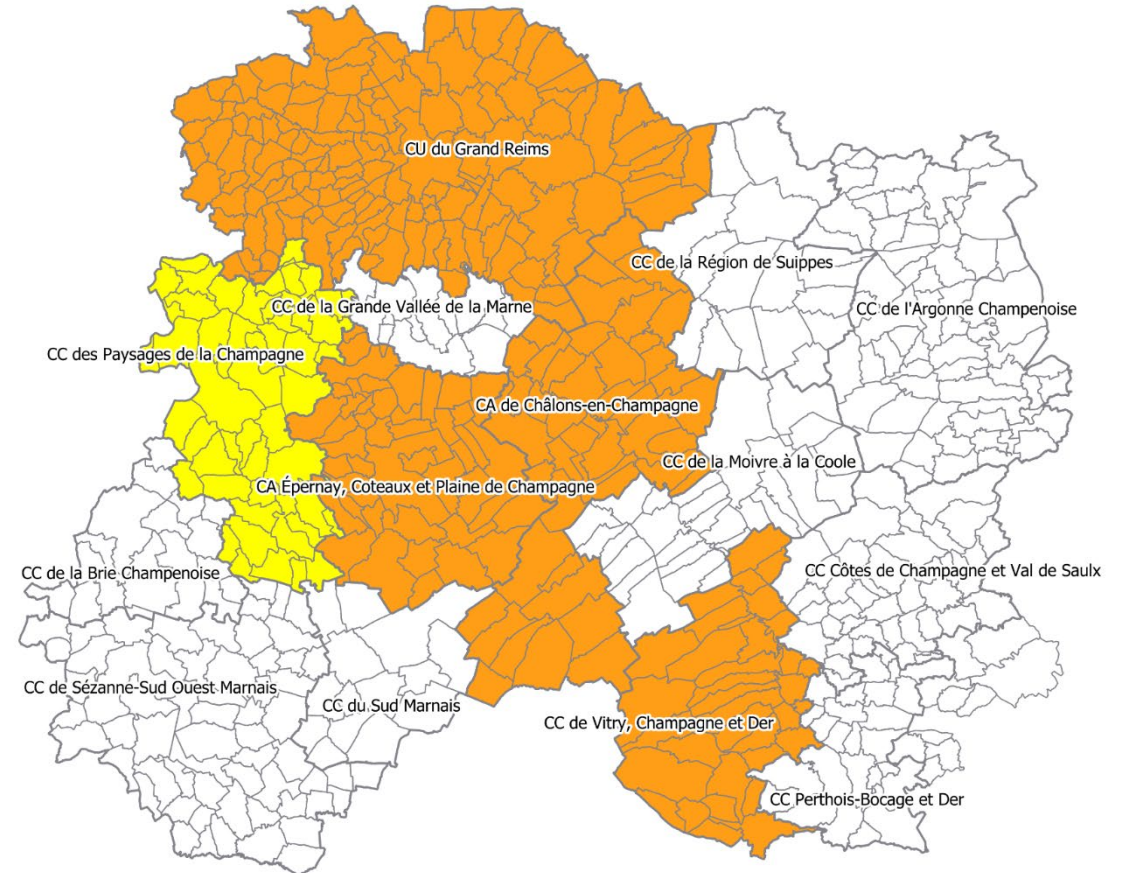 CU du Grand Reims
CC de la Région de Suippes
CC de la Grande Vallée de la Marne
CC de l'Argonne Champenoise
CC des Paysages de la Champagne
CA de Châlons-en-Champagne
CC de la Moivre à la Coole
CA Épernay, Coteaux et Plaine de Champagne
CC de la Brie Champenoise
CC Côtes de Champagne et Val de Saulx
CC de Sézanne-Sud Ouest Marnais
CC du Sud Marnais
CC de Vitry, Champagne et Der
CC Perthois-Bocage et Der